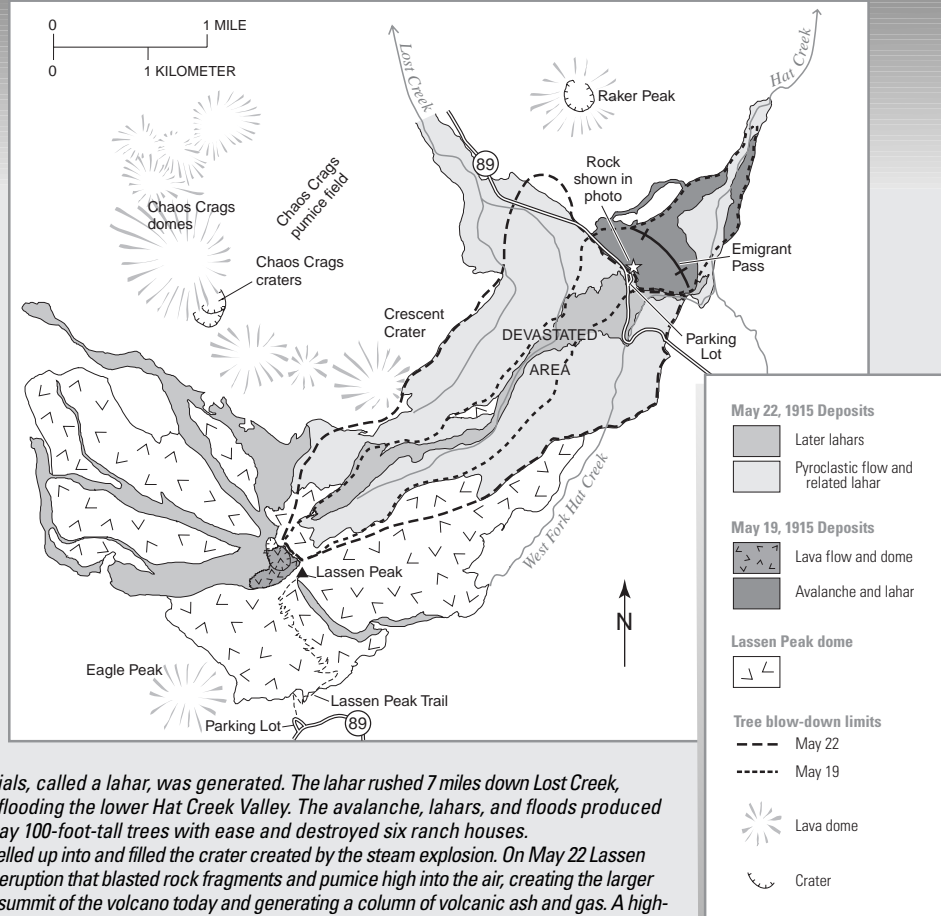 0 1 MILE
0 1 KILOMETER
Lost Creek
Hat Creek
Raker Peak
89
Rock
shown in
photo
Chaos Crags
pumice field
Chaos Crags
domes
Chaos Crags
craters
Emigrant
Pass
Crescent
Crater
DEVASTATED
AREA
Parking
Lot
West Fork Hat Creek
Lassen Peak
N
Eagle Peak
Lassen Peak Trail
Parking Lot
89
May 22, 1915 Deposits
Later lahars
Pyroclastic flow and
related lahar
May 19, 1915 Deposits
Lava flow and dome
Avalanche and lahar
Lassen Peak dome
Tree blow-down limits
May 22
May 19
Lava dome
Crater
ials, called a lahar, was generated. The lahar rushed 7 miles down Lost Creek,
flooding the lower Hat Creek Valley. The avalanche, lahars, and floods produced
ay 100-foot-tall trees with ease and destroyed six ranch houses.
elled up into and filled the crater created by the steam explosion. On May 22 Lassen
eruption that blasted rock fragments and pumice high into the air, creating the larger
summit of the volcano today and generating a column of volcanic ash and gas. A high-